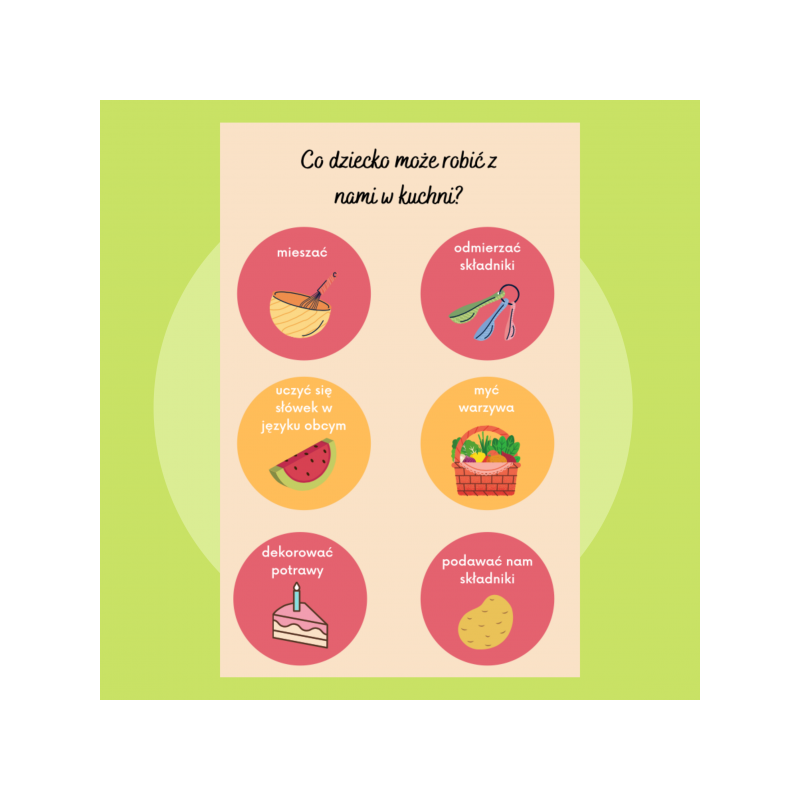 Co dziecko może robić z
nami w kuchni?
mieszać
odmierzać
składniki
uczyć się
słówek w
języku obcym
myć
warzywa
dekorować
potrawy
podawać nam
składniki